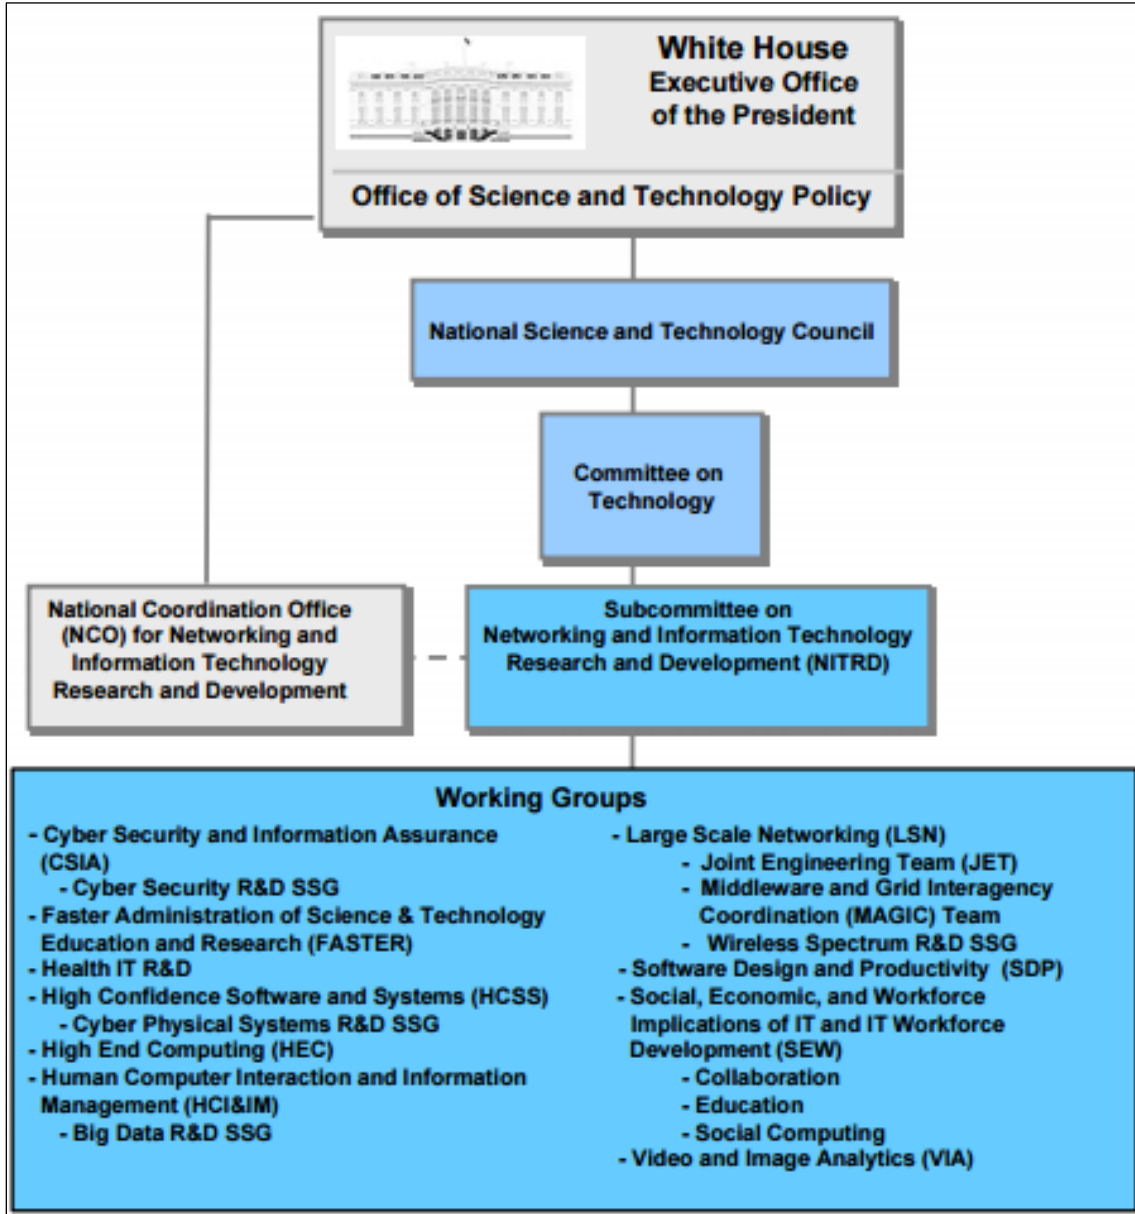 White House
Executive Office
of the President
Office of Science and Technology Policy
National Science and Technology Council
Committee on
Technology
National Coordination Office
(NCO) for Networking and
Information Technology
Research and Development
Subcommittee on
Networking and Information Technology
Research and Development (NITRD)
Working Groups
- Cyber Security and Information Assurance
(CSIA)
- Cyber Security R&D SSG
- Faster Administration of Science & Technology
Education and Research (FASTER)
- Health IT R&D
- High Confidence Software and Systems (HCSS)
- Cyber Physical Systems R&D SSG
- High End Computing (HEC)
- Human Computer Interaction and Information
Management (HCI&IM)
- Big Data R&D SSG
- Large Scale Networking (LSN)
- Joint Engineering Team (JET)
- Middleware and Grid Interagency
Coordination (MAGIC) Team
- Wireless Spectrum R&D SSG
- Software Design and Productivity (SDP)
- Social, Economic, and Workforce
Implications of IT and IT Workforce
Development (SEW)
- Collaboration
- Education
- Social Computing
- Video and Image Analytics (VIA)